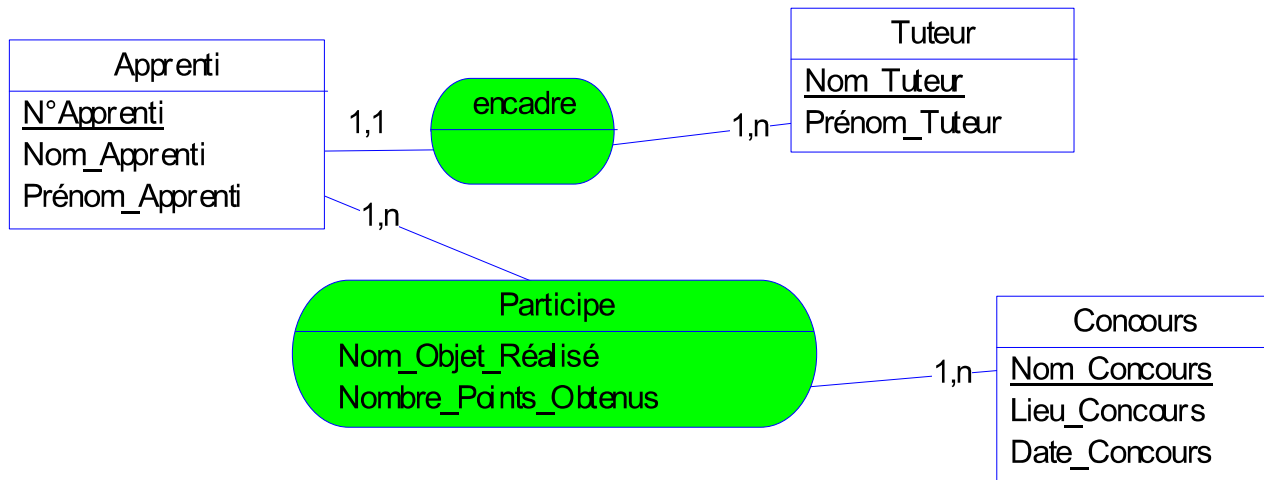 Apprenti
N°Apprenti
Nom_Apprenti
Prénom_Apprenti
1,1
encadre
1,n
Tuteur
Nom_Tuteur
Prénom_Tuteur
1,n
Participe
Nom_Objet_Réalisé
Nombre_Points_Obtenus
1,n
Concours
Nom_Concours
Lieu_Concours
Date_Concours